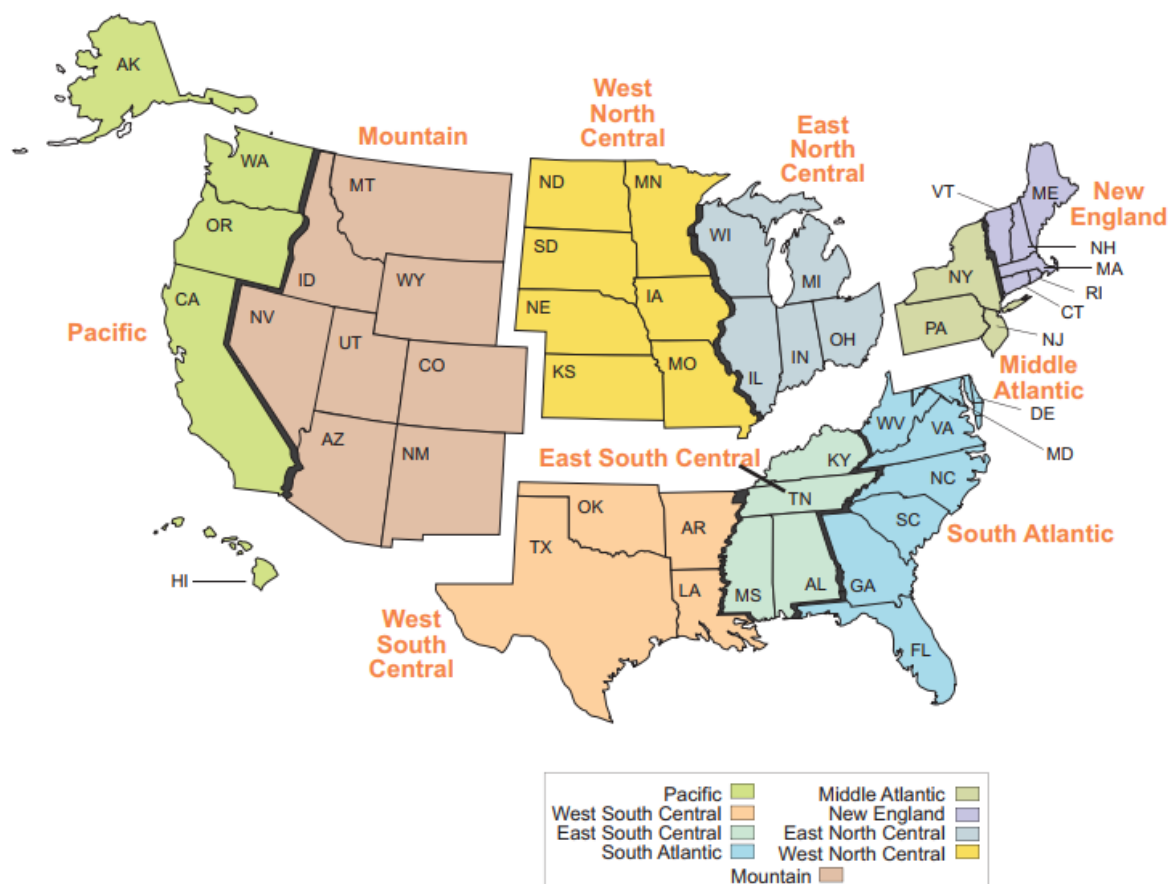 AK
West
North
Central
East
North
Central
Mountain
WA
MT
ND
MN
VT
ME
New
England
OR
WI
NH
SD
MI
MA
ID
WY
NY
RI
CA
NE
IA
CT
NV
PA
NJ
Pacific
UT
OH
IN
CO
KS
MO
IL
Middle
Atlantic
DE
WV
VA
AZ
NM
East South Central
KY
MD
NC
TN
OK
AR
SC
South Atlantic
TX
HI
LA
MS
AL
GA
West
South
Central
FL
Pacific
Middle Atlantic
West South Central
New England
East South Central
East North Central
South Atlantic
West North Central
Mountain